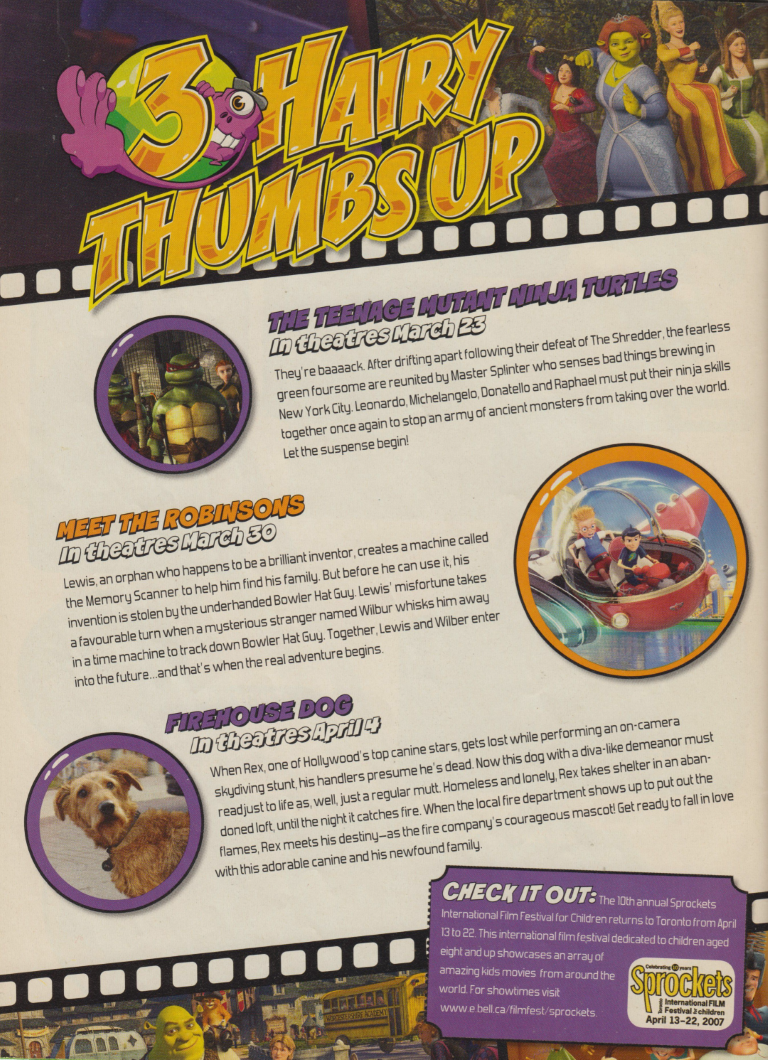 3 HAIRY
THUMBS UP
THE TEENAGE MUTANT NINJA TURTLES
In theatres March 23
They're baaaack. After drifting apart following their defeat of The Shredder, the fearless
green foursome are reunited by Master Splinter who senses bad things brewing in
New York City. Leonardo, Michelangelo, Donatello and Raphael must put their ninja skills
together once again to stop an army of ancient monsters from taking over the world.
Let the suspense begin!
MEET THE ROBINSONS
In theatres March 30
Lewis, an orphan who happens to be a brilliant inventor, creates a machine called
the Memory Scanner to help him find his family. But before he can use it, his
invention is stolen by the underhanded Bowler Hat Guy. Lewis' misfortune takes
a favourable turn when a mysterious stranger named Wilbur whisks him away
in a time machine to track down Bowler Hat Guy. Together, Lewis and Wilber enter
into the future...and that's when the real adventure begins.
FIREHOUSE DOG
In theatres April 4
When Rex, one of Hollywood's top canine stars, gets lost while performing an on-camera
skydiving stunt, his handlers presume he's dead. Now this dog with a diva-like demeanor must
readjust to life as, well, just a regular mutt. Homeless and lonely, Rex takes shelter in an aban-
doned loft, until the night it catches fire. When the local fire department shows up to put out the
flames, Rex meets his destiny—as the fire company's courageous mascot! Get ready to fall in love
with this adorable canine and his newfound family.
CHECK IT OUT: The 10th annual Sprockets
International Film Festival for Children returns to Toronto from April
13 to 22. This international film festival dedicated to children aged
eight and up showcases an array of
amazing kids movies from around the
world. For showtimes visit
www.e.bell.ca/filmfest/sprockets.
Celebrating 10 years
Sprockets
International FILM
Festival for children
April 13–22, 2007